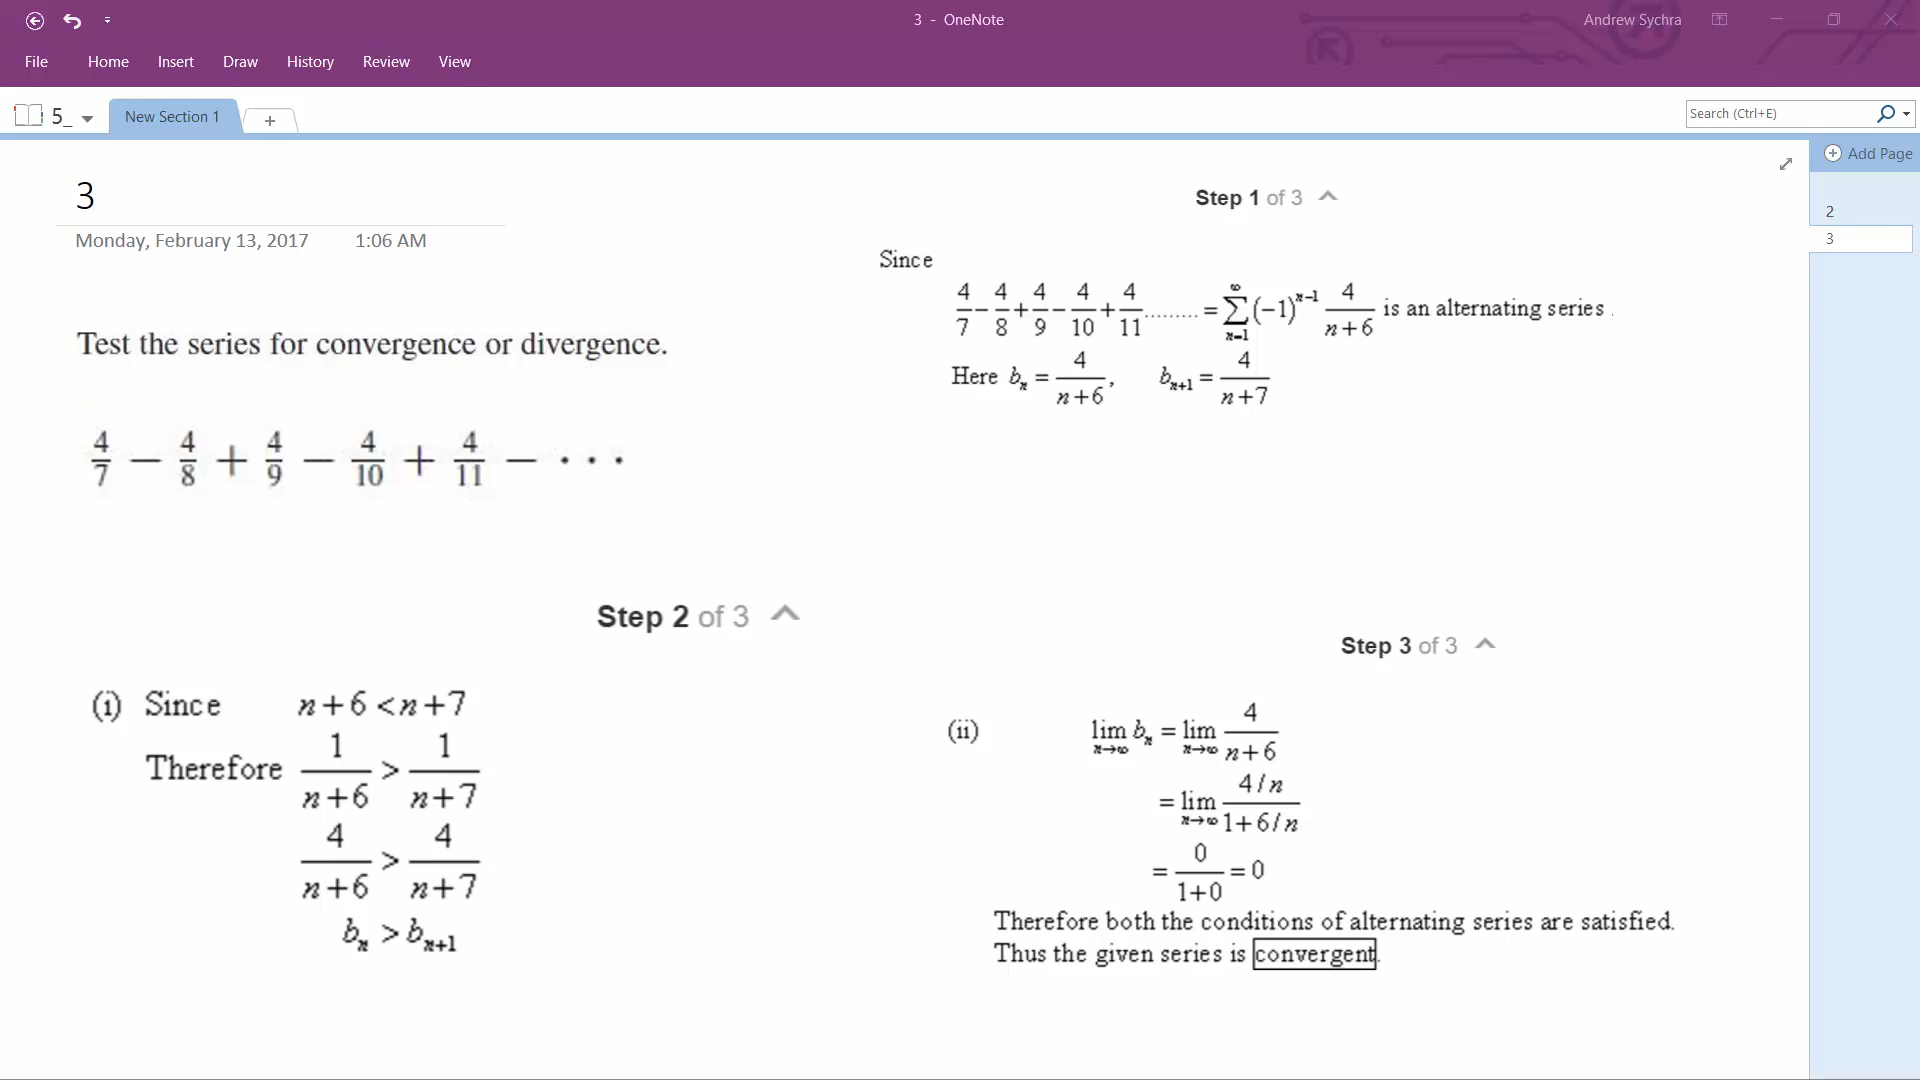 3 - OneNote
Andrew Sychra
File Home Insert Draw History Review View
5_
New Section 1
+
Search (Ctrl+E)
Add Page
2
3
3
Monday, February 13, 2017 1:06 AM
Test the series for convergence or divergence.
4/7 − 4/8 + 4/9 − 4/10 + 4/11 − · · ·
Step 1 of 3
Since
4/7 − 4/8 + 4/9 − 4/10 + 4/11 ......... = ∑_{n=1}^{∞} (−1)^{n−1} 4/(n+6) is an alternating series .
Here b_n = 4/(n+6), b_{n+1} = 4/(n+7)
Step 2 of 3
(i) Since n+6 < n+7
Therefore 1/(n+6) > 1/(n+7)
4/(n+6) > 4/(n+7)
b_n > b_{n+1}
Step 3 of 3
(ii) lim_{n→∞} b_n = lim_{n→∞} 4/(n+6)
= lim_{n→∞} (4/n)/(1+6/n)
= 0/(1+0) = 0
Therefore both the conditions of alternating series are satisfied.
Thus the given series is convergent.